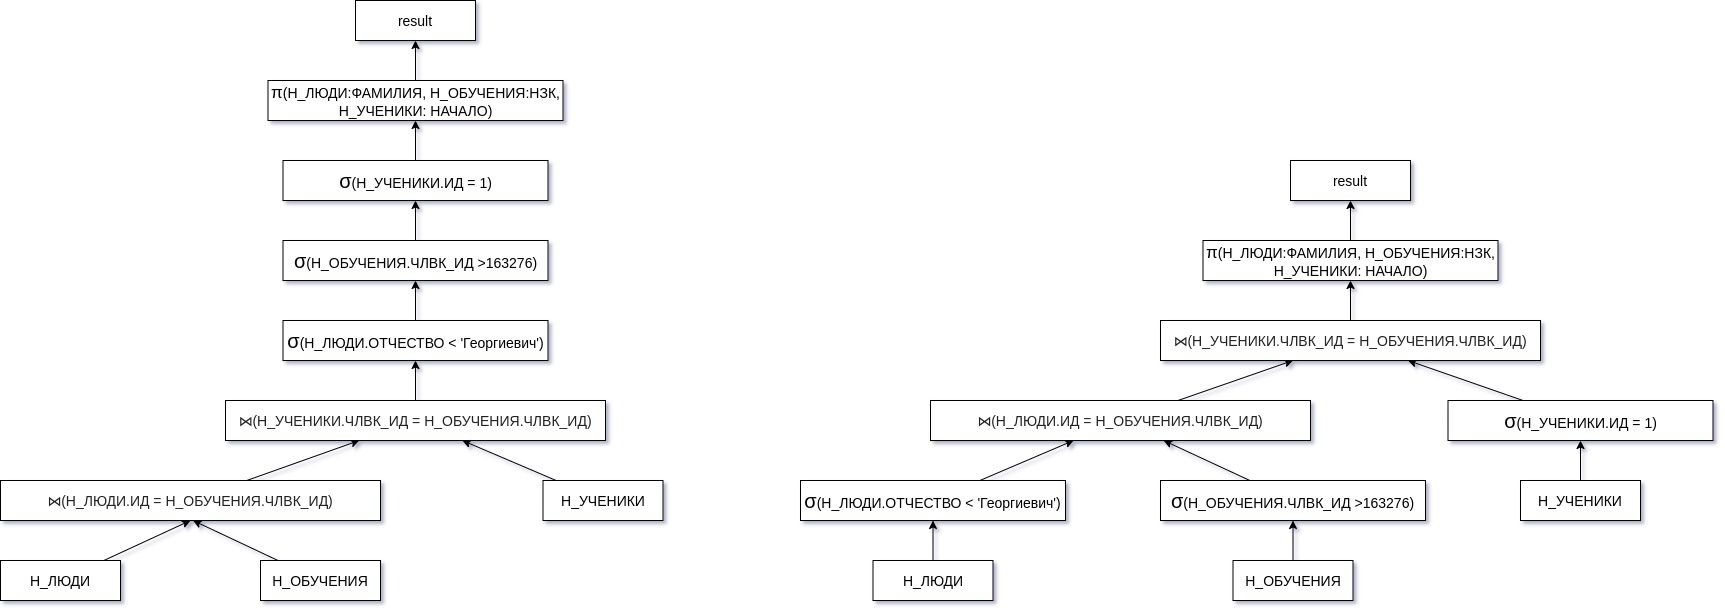 result
π(Н_ЛЮДИ:ФАМИЛИЯ, Н_ОБУЧЕНИЯ:НЗК,
Н_УЧЕНИКИ: НАЧАЛО)
σ(Н_УЧЕНИКИ.ИД = 1)
σ(Н_ОБУЧЕНИЯ.ЧЛВК_ИД >163276)
σ(Н_ЛЮДИ.ОТЧЕСТВО < 'Георгиевич')
⋈(Н_УЧЕНИКИ.ЧЛВК_ИД = Н_ОБУЧЕНИЯ.ЧЛВК_ИД)
⋈(Н_ЛЮДИ.ИД = Н_ОБУЧЕНИЯ.ЧЛВК_ИД)
Н_УЧЕНИКИ
Н_ЛЮДИ
Н_ОБУЧЕНИЯ
result
π(Н_ЛЮДИ:ФАМИЛИЯ, Н_ОБУЧЕНИЯ:НЗК,
Н_УЧЕНИКИ: НАЧАЛО)
⋈(Н_УЧЕНИКИ.ЧЛВК_ИД = Н_ОБУЧЕНИЯ.ЧЛВК_ИД)
⋈(Н_ЛЮДИ.ИД = Н_ОБУЧЕНИЯ.ЧЛВК_ИД)
σ(Н_УЧЕНИКИ.ИД = 1)
σ(Н_ЛЮДИ.ОТЧЕСТВО < 'Георгиевич')
σ(Н_ОБУЧЕНИЯ.ЧЛВК_ИД >163276)
Н_УЧЕНИКИ
Н_ЛЮДИ
Н_ОБУЧЕНИЯ